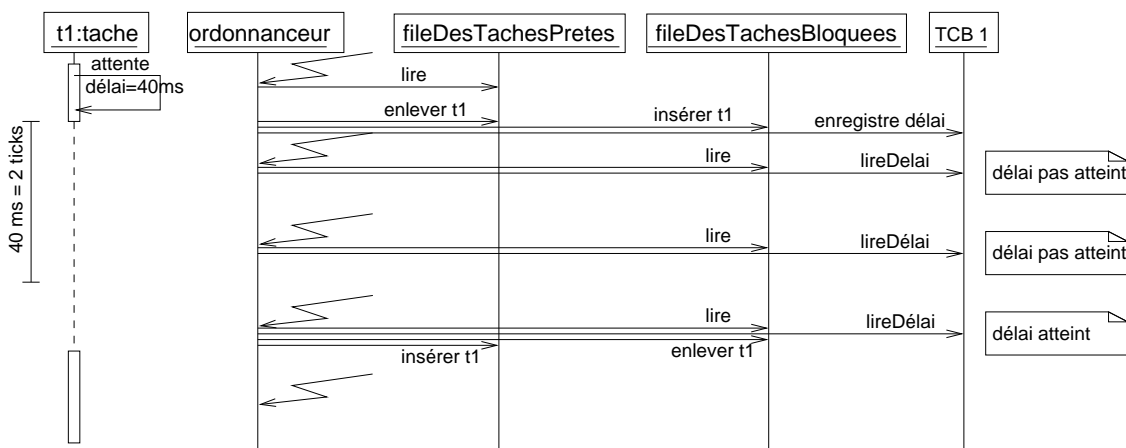 t1:tache
ordonnanceur
fileDesTachesPretes
fileDesTachesBloquees
TCB 1
attente
délai=40ms
lire
enlever t1
insérer t1
enregistre délai
lire
lireDelai
délai pas atteint
40 ms = 2 ticks
lire
lireDélai
délai pas atteint
lire
lireDélai
délai atteint
insérer t1
enlever t1